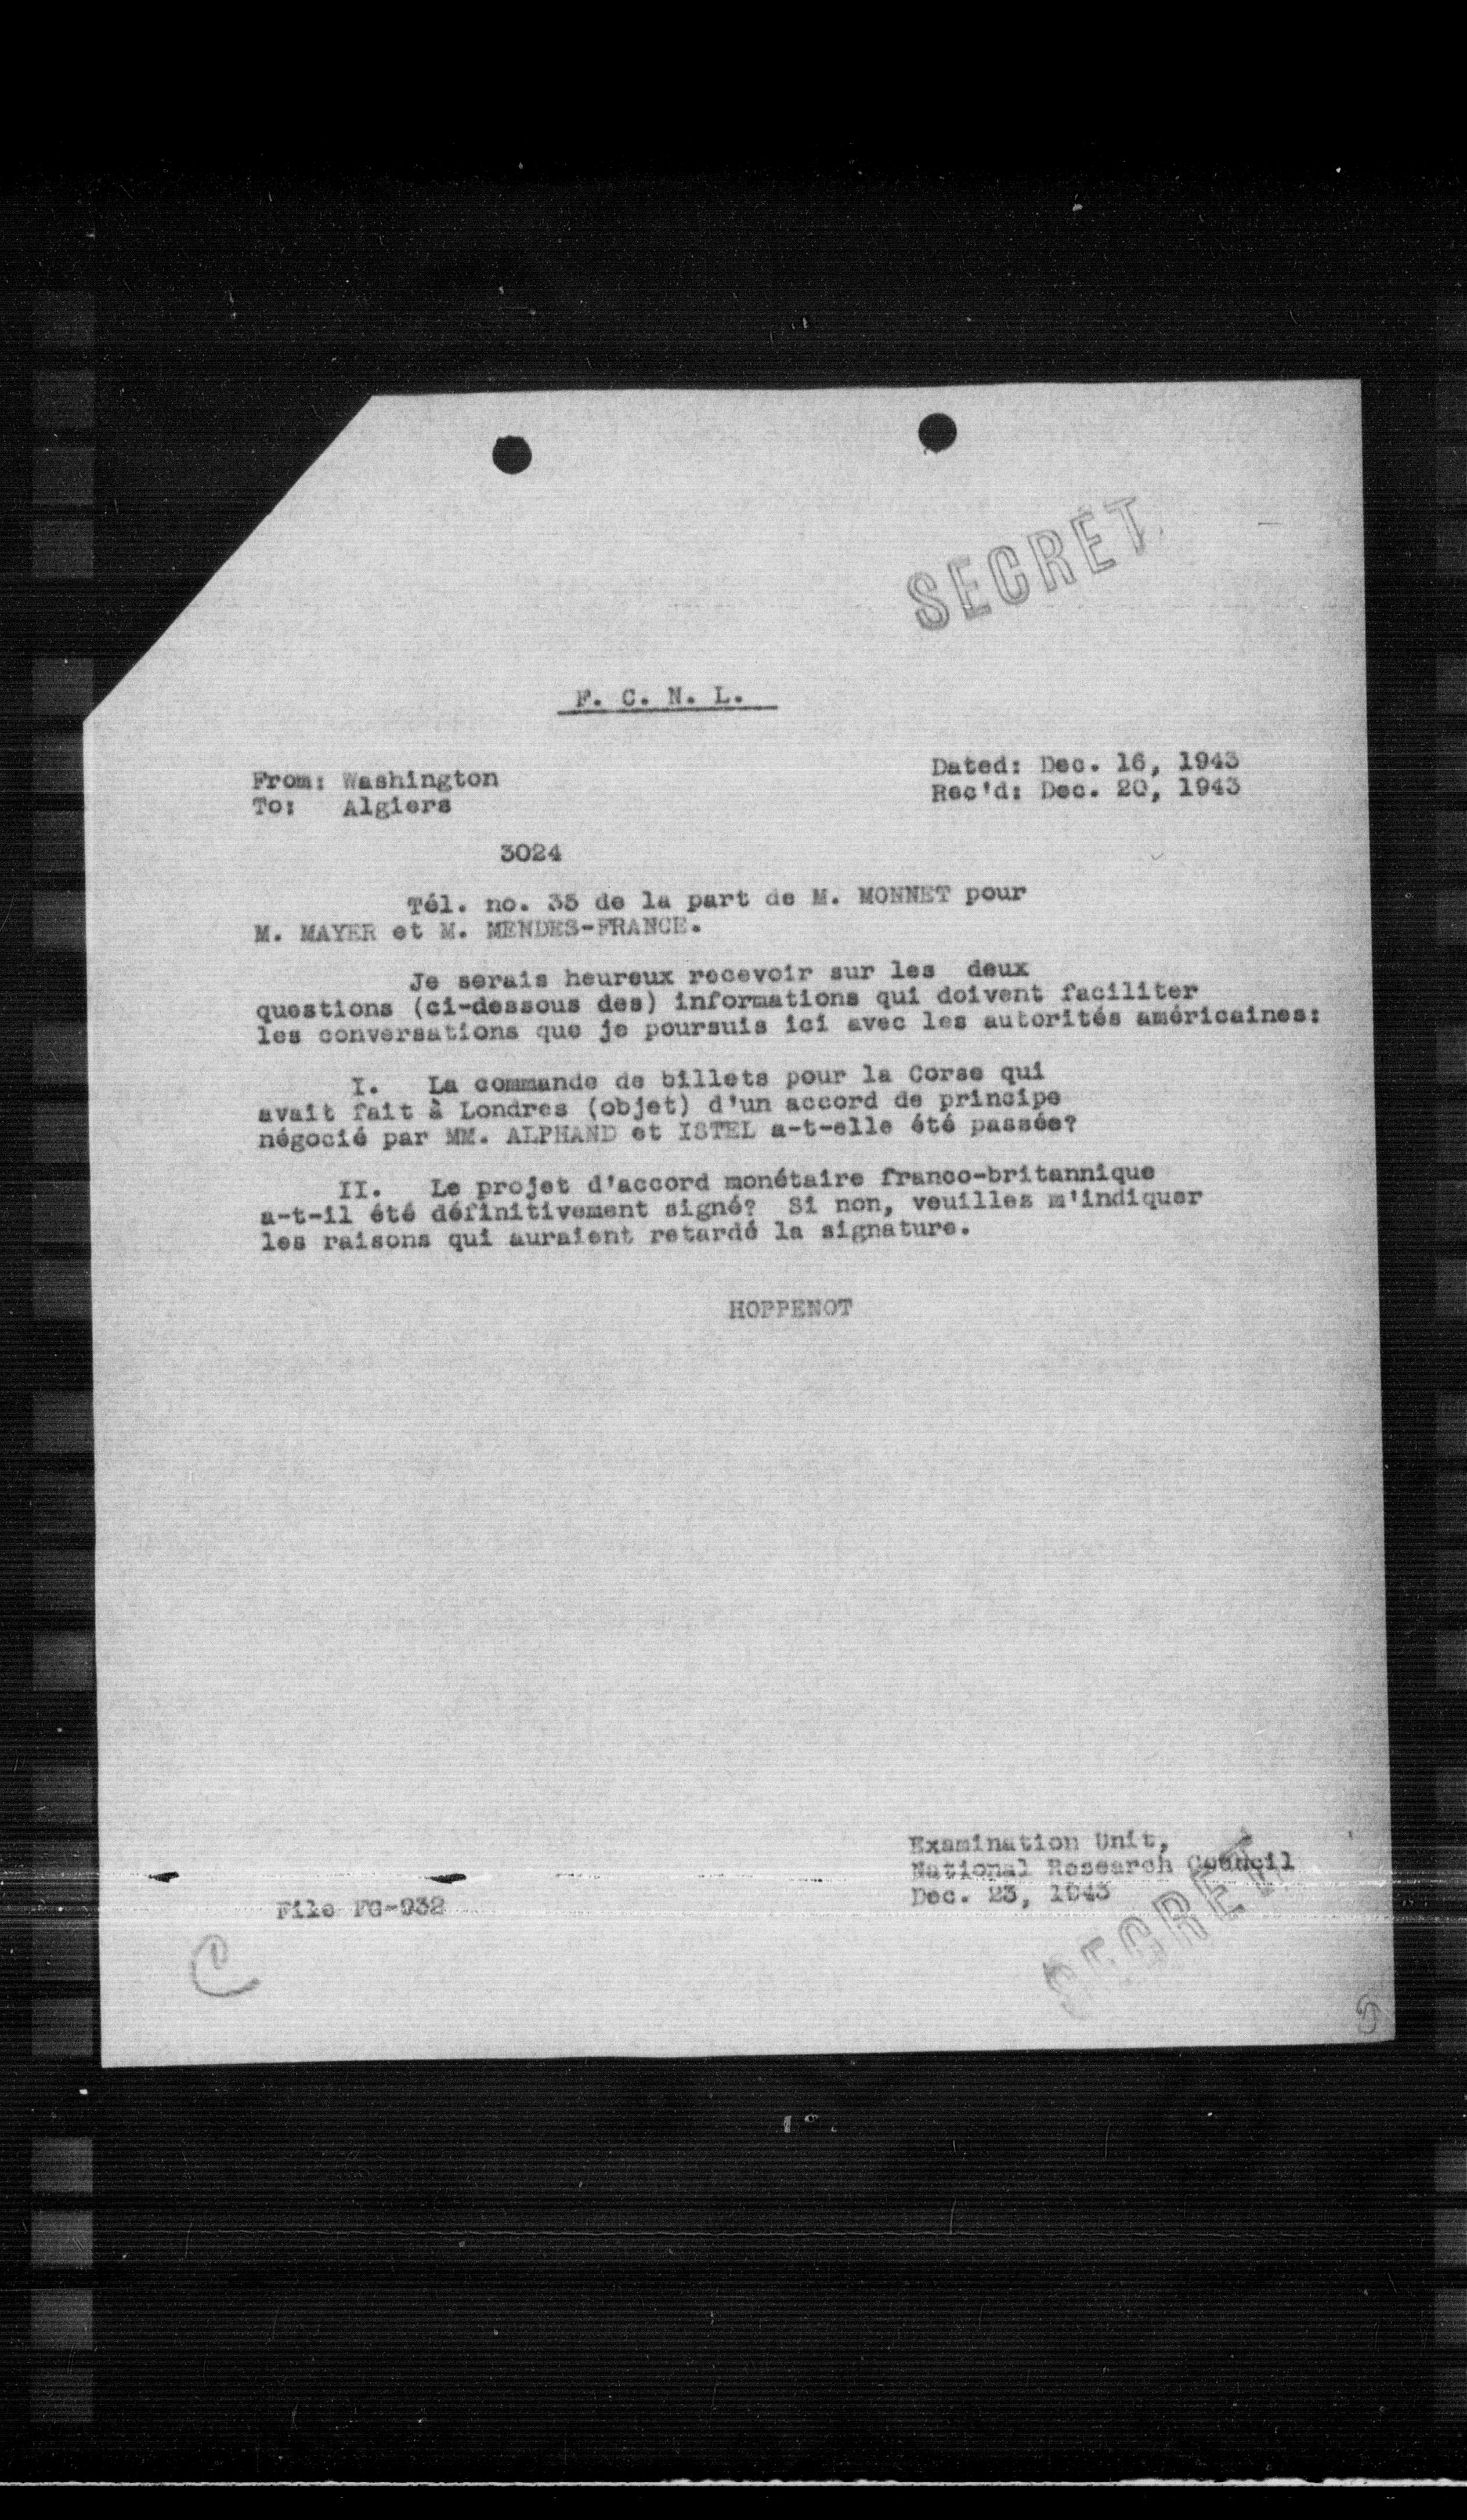 SECRET
F. C. N. L.
From: Washington
To: Algiers
Dated: Dec. 16, 1943
Rec'd: Dec. 20, 1943
3024
Tél. no. 35 de la part de M. MONNET pour
M. MAYER et M. MENDES-FRANCE.
Je serais heureux recevoir sur les deux
questions (ci-dessous des) informations qui doivent faciliter
les conversations que je poursuis ici avec les autorités américaines:
I. La commande de billets pour la Corse qui
avait fait à Londres (objet) d'un accord de principe
négocié par MM. ALPHAND et ISTEL a-t-elle été passée?
II. Le projet d'accord monétaire franco-britannique
a-t-il été définitivement signé? Si non, veuillez m'indiquer
les raisons qui auraient retardé la signature.
HOPPENOT
Examination Unit,
National Research Council
Dec. 23, 1943
File FC-932
SECRET
C